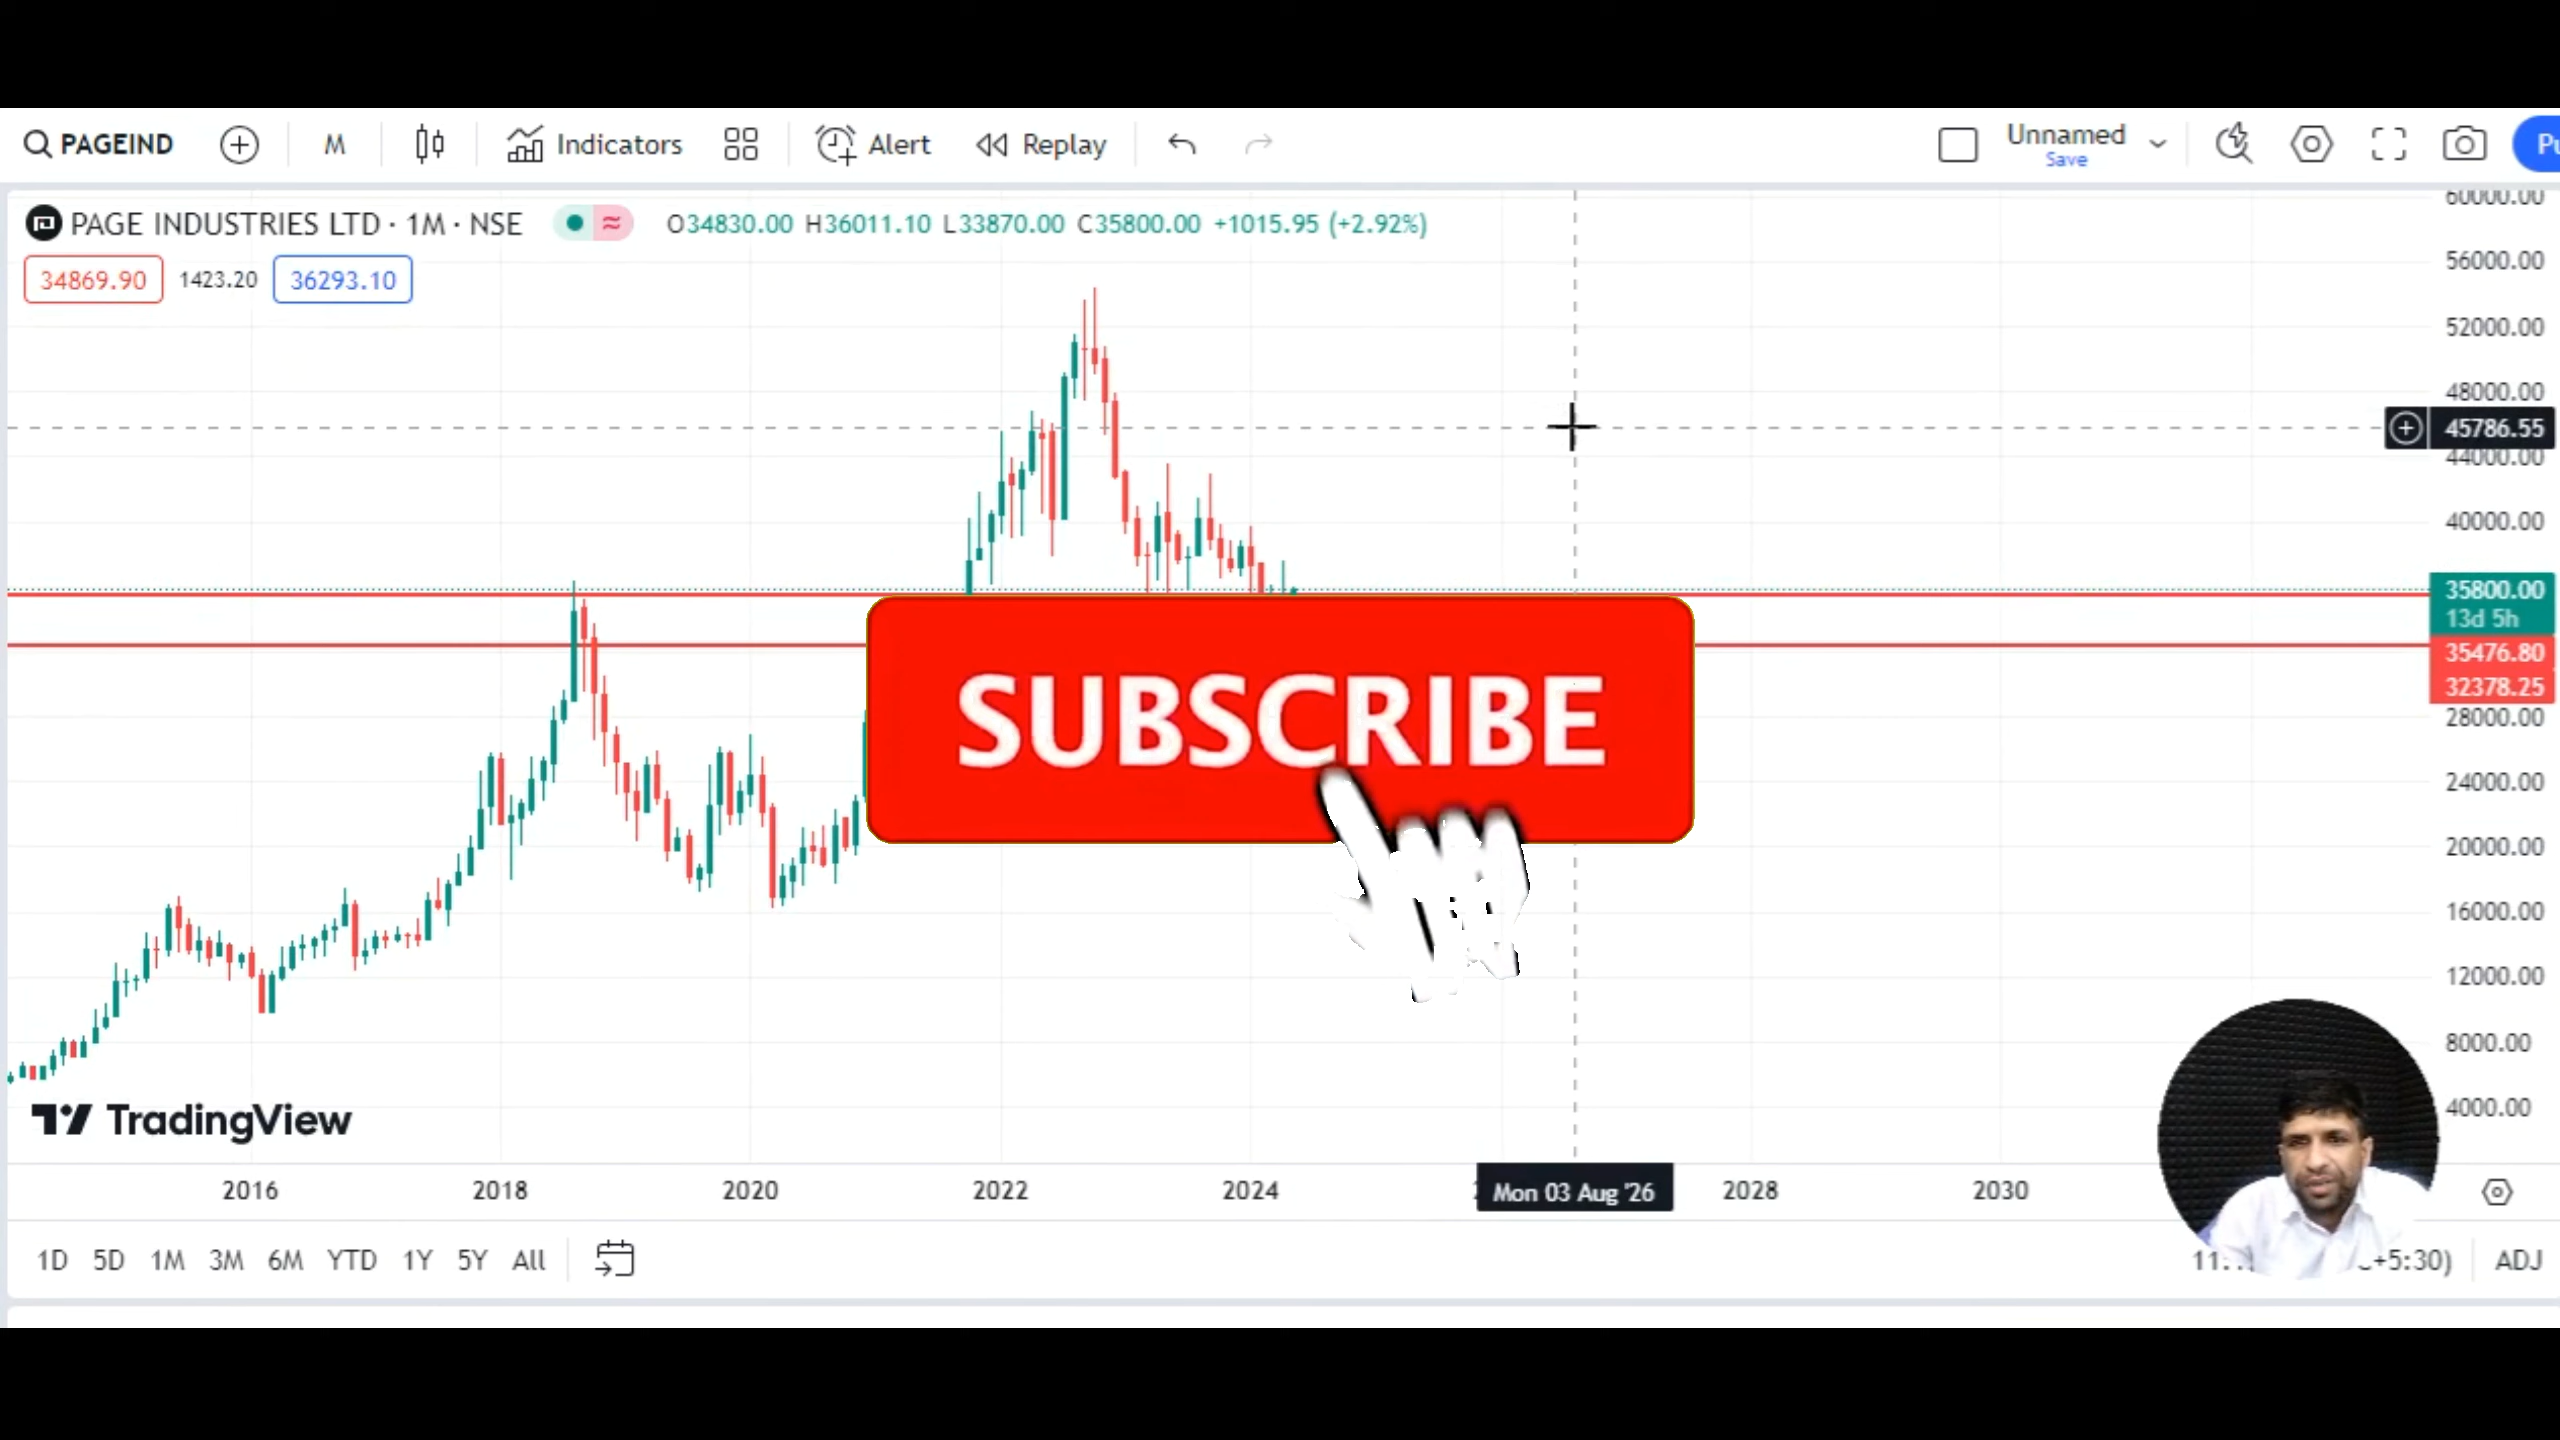 PAGEIND M Indicators Alert Replay Unnamed
Save
PAGE INDUSTRIES LTD · 1M · NSE O34830.00 H36011.10 L33870.00 C35800.00 +1015.95 (+2.92%)
34869.90 1423.20 36293.10
60000.00
56000.00
52000.00
48000.00
45786.55
44000.00
40000.00
35800.00
13d 5h
35476.80
32378.25
28000.00
24000.00
20000.00
16000.00
12000.00
8000.00
4000.00
SUBSCRIBE
TradingView
2016 2018 2020 2022 2024 Mon 03 Aug '26 2028 2030
1D 5D 1M 3M 6M YTD 1Y 5Y All +5:30) ADJ